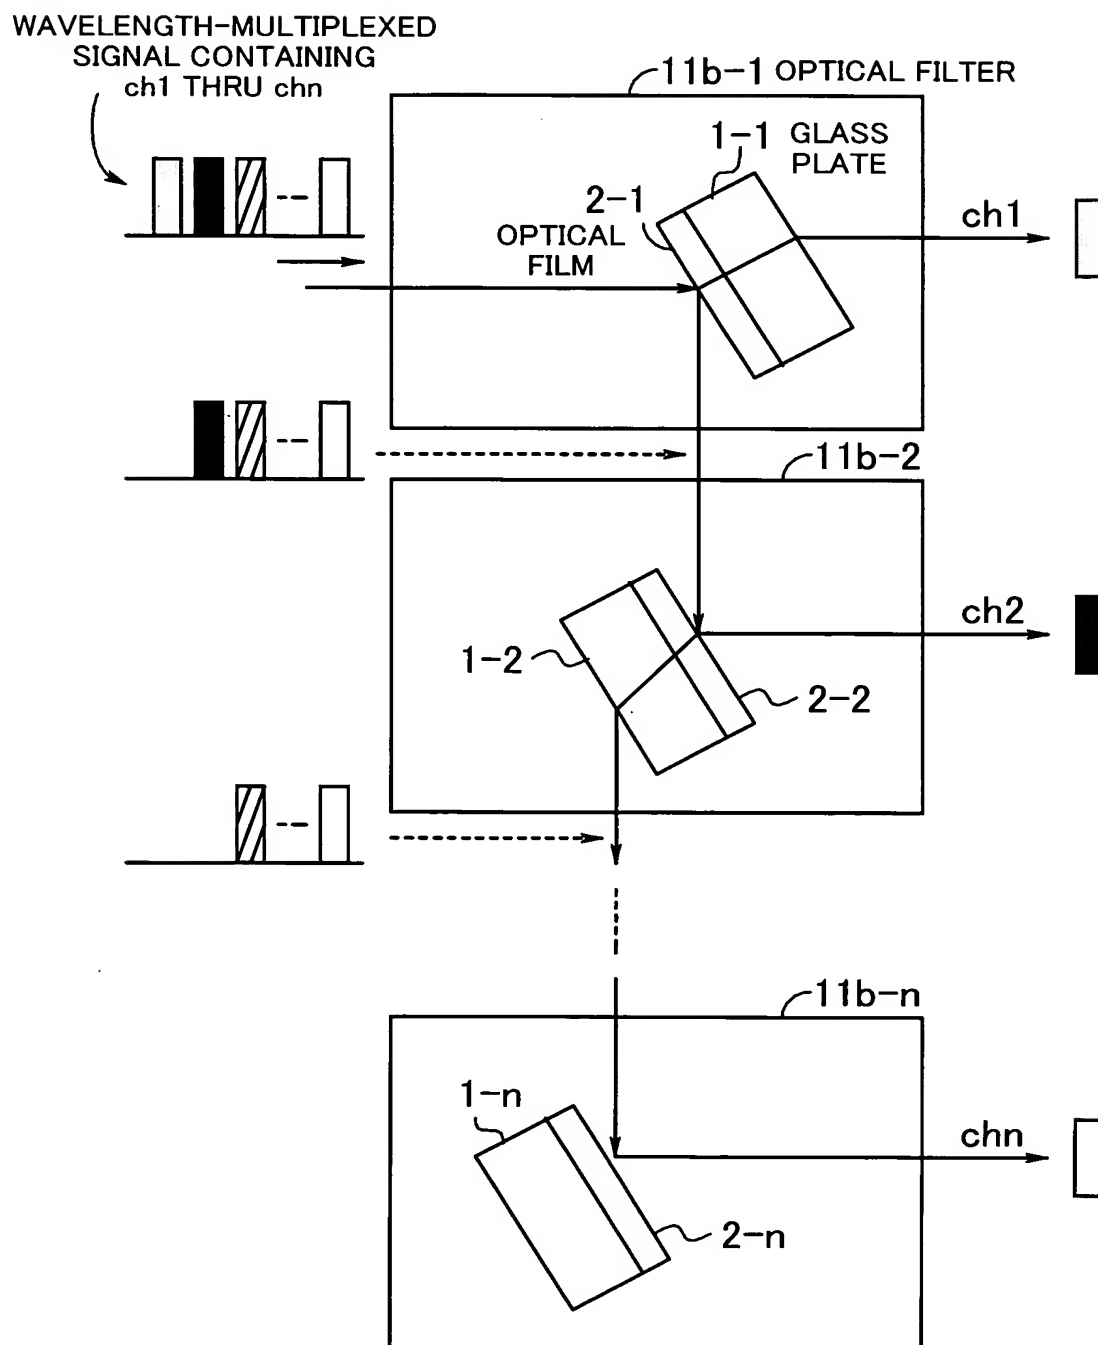 WAVELENGTH-MULTIPLEXED
SIGNAL CONTAINING
ch1 THRU chn
11b-1 OPTICAL FILTER
1-1 GLASS
PLATE
2-1
OPTICAL
FILM
ch1
11b-2
ch2
1-2
2-2
11b-n
1-n
chn
2-n